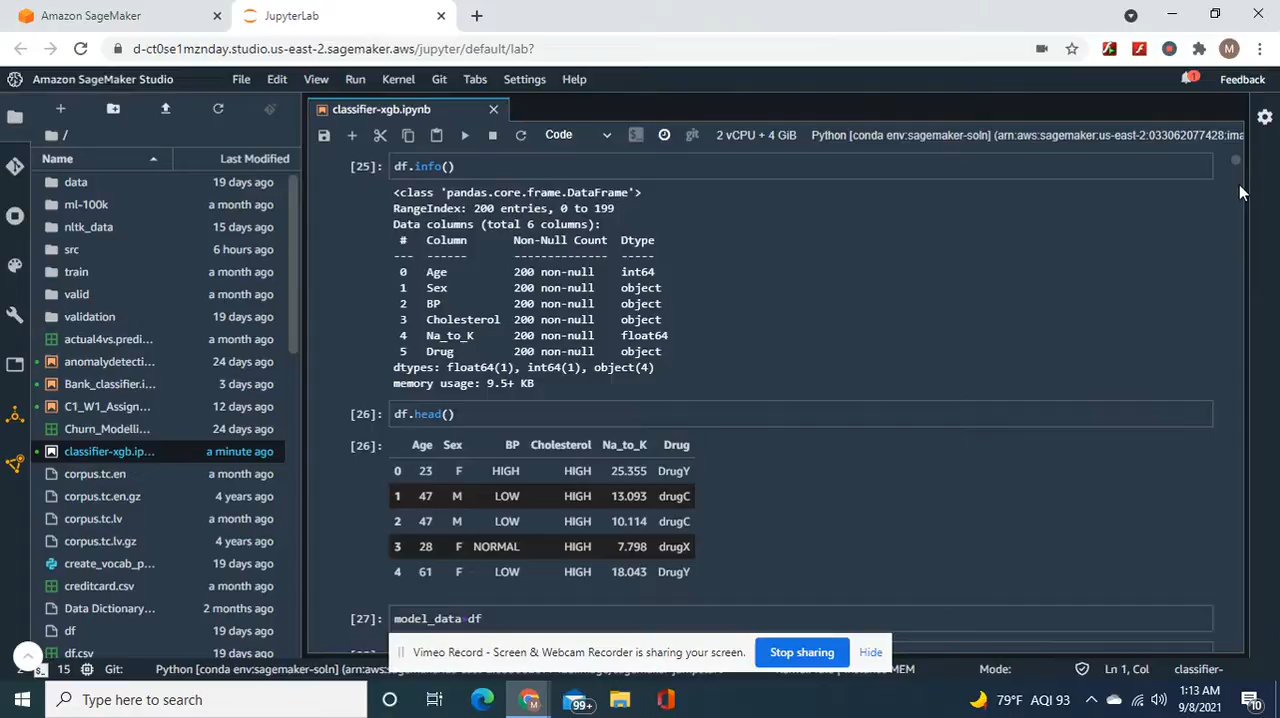 Amazon SageMaker
JupyterLab
d-ct0se1mznday.studio.us-east-2.sagemaker.aws/jupyter/default/lab?
Amazon SageMaker Studio
File Edit View Run Kernel Git Tabs Settings Help
1
Feedback
classifier-xgb.ipynb
Code
git
2 vCPU + 4 GiB
Python [conda env:sagemaker-soln] (arn:aws:sagemaker:us-east-2:033062077428:ima
/
Name Last Modified
data 19 days ago
ml-100k a month ago
nltk_data 15 days ago
src 6 hours ago
train a month ago
valid a month ago
validation 19 days ago
actual4vs.predi... a month ago
anomalydetecti... 24 days ago
Bank_classifier.i... 3 days ago
C1_W1_Assign... 12 days ago
Churn_Modelli... 24 days ago
classifier-xgb.ip... a minute ago
corpus.tc.en a month ago
corpus.tc.en.gz 4 years ago
corpus.tc.lv a month ago
corpus.tc.lv.gz 4 years ago
create_vocab_p... 19 days ago
creditcard.csv a month ago
Data Dictionary... 2 months ago
df 19 days ago
df.csv 19 days ago
[25]: df.info()
<class 'pandas.core.frame.DataFrame'>
RangeIndex: 200 entries, 0 to 199
Data columns (total 6 columns):
# Column Non-Null Count Dtype
--- ------ -------------- -----
0 Age 200 non-null int64
1 Sex 200 non-null object
2 BP 200 non-null object
3 Cholesterol 200 non-null object
4 Na_to_K 200 non-null float64
5 Drug 200 non-null object
dtypes: float64(1), int64(1), object(4)
memory usage: 9.5+ KB
[26]: df.head()
[26]: Age Sex BP Cholesterol Na_to_K Drug
0 23 F HIGH HIGH 25.355 DrugY
1 47 M LOW HIGH 13.093 drugC
2 47 M LOW HIGH 10.114 drugC
3 28 F NORMAL HIGH 7.798 drugX
4 61 F LOW HIGH 18.043 DrugY
[27]: model_data=df
Vimeo Record - Screen & Webcam Recorder is sharing your screen.
Stop sharing
Hide
15
Git:
Python [conda env:sagemaker-soln] (arn:aws:sagemaker
MEM
Mode:
Ln 1, Col
classifier-
Type here to search
99+
79°F AQI 93
1:13 AM
9/8/2021
10